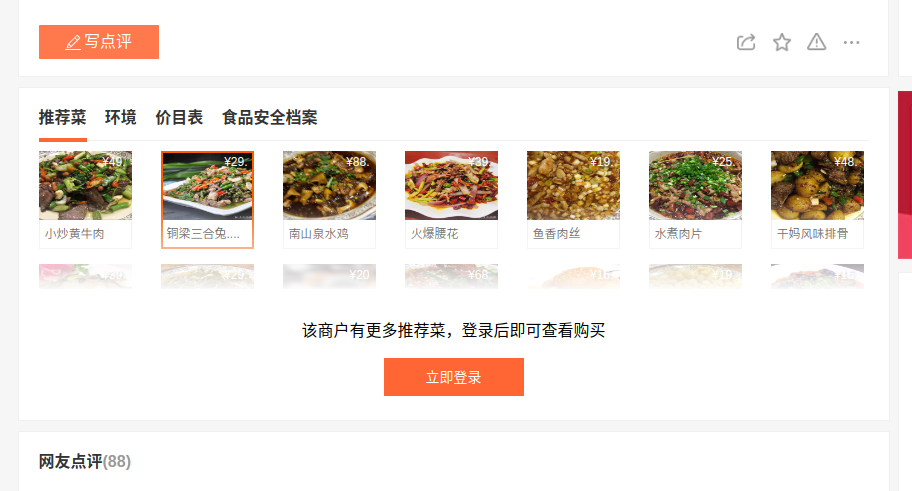 写点评
推荐菜 环境 价目表 食品安全档案
¥49. ¥29. ¥88. ¥39. ¥19. ¥25. ¥48.
小炒黄牛肉 铜梁三合兔.... 南山泉水鸡 火爆腰花 鱼香肉丝 水煮肉片 干妈风味排骨
¥39. ¥29. ¥20 ¥68. ¥16. ¥19. ¥16.
该商户有更多推荐菜，登录后即可查看购买
立即登录
网友点评(88)